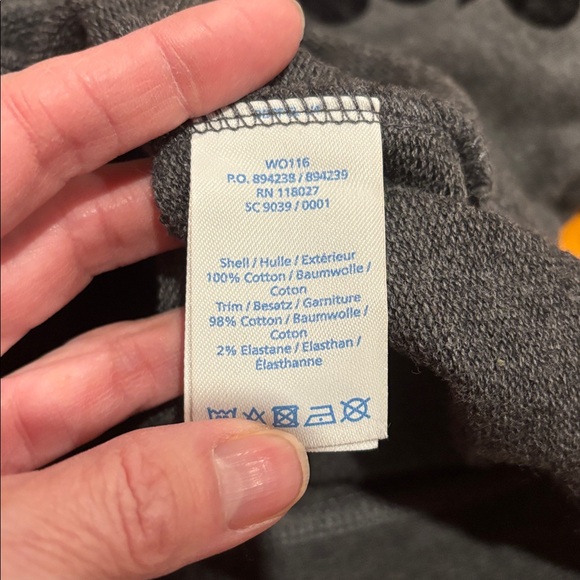 WO116
P.O. 894238 / 894239
RN 118027
SC 9039 / 0001
Shell / Hulle / Extérieur
100% Cotton / Baumwolle /
Coton
Trim / Besatz / Garniture
98% Cotton / Baumwolle /
Coton
2% Elastane / Elasthan /
Élasthanne